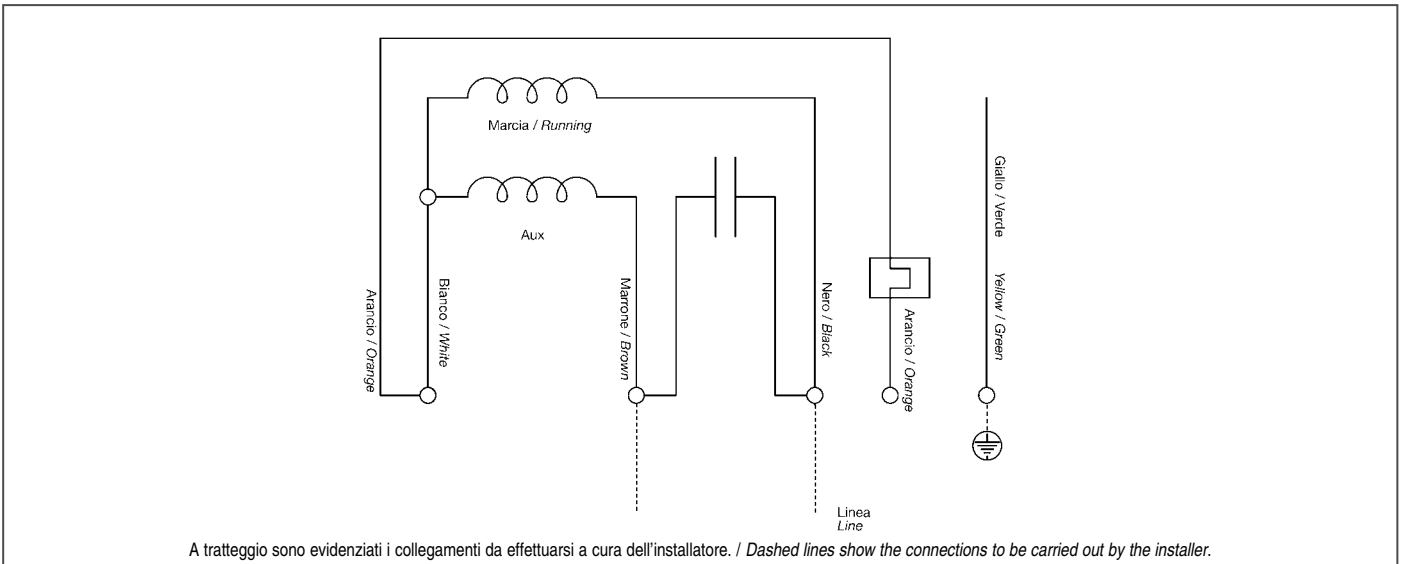 Marcia / Running
Aux
Arancio / Orange
Bianco / White
Marrone / Brown
Nero / Black
Arancio / Orange
Giallo / Verde Yellow / Green
Linea
Line
A tratteggio sono evidenziati i collegamenti da effettuarsi a cura dell'installatore. / Dashed lines show the connections to be carried out by the installer.